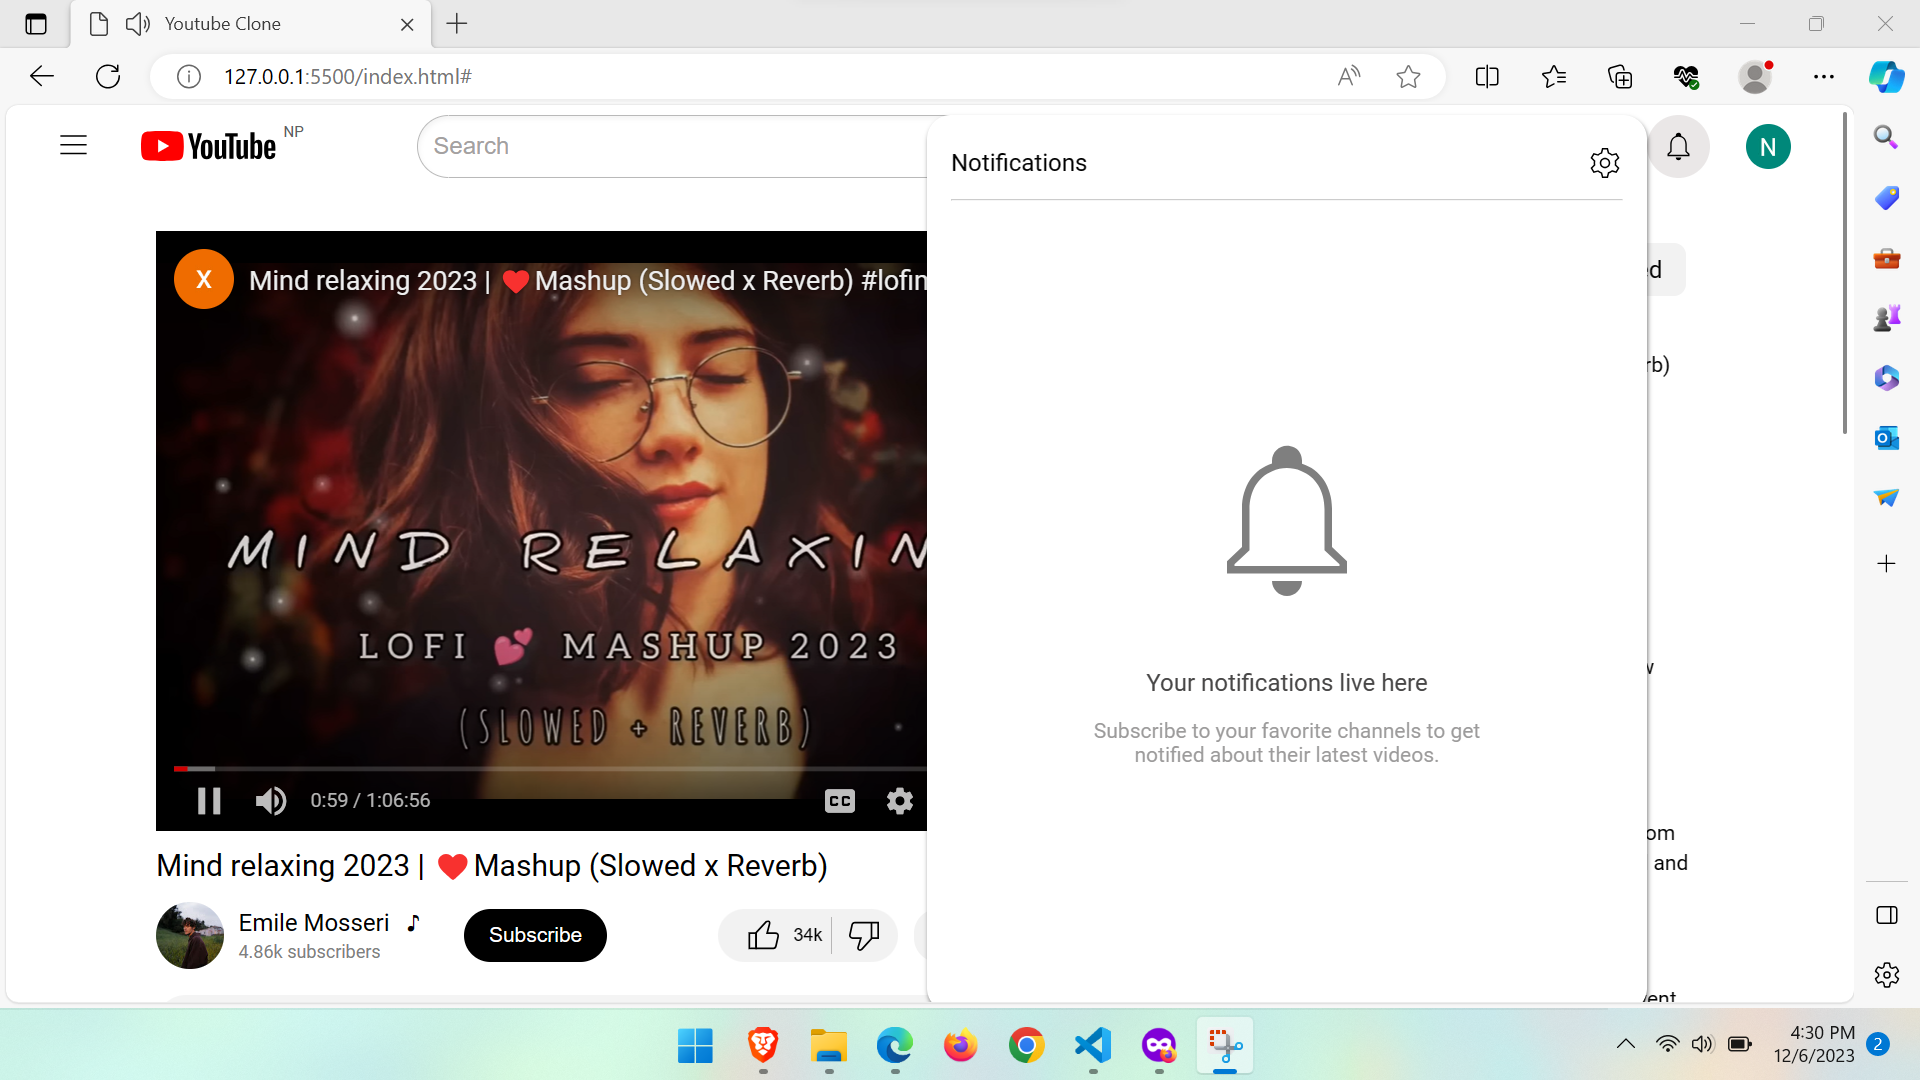 Youtube Clone
127.0.0.1:5500/index.html#
YouTube NP
Search
Notifications
N
X
Mind relaxing 2023 | ❤️Mashup (Slowed x Reverb) #lofin
MIND RELAXIN
LOFI 💕 MASHUP 2023
(SLOWED + REVERB)
0:59 / 1:06:56
CC
Your notifications live here
Subscribe to your favorite channels to get
notified about their latest videos.
ed
rb)
w
om
and
ent
Mind relaxing 2023 | ❤️Mashup (Slowed x Reverb)
Emile Mosseri ♪
4.86k subscribers
Subscribe
34k
4:30 PM
12/6/2023
2